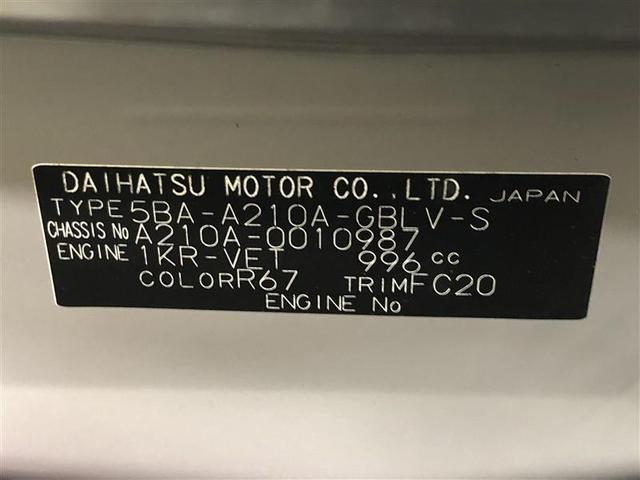 DAIHATSU MOTOR CO.,LTD. JAPAN
TYPE 5BA-A210A-GBLV-S
CHASSIS No A210A-0010987
ENGINE 1KR-VET 996 cc
COLOR R67 TRIM FC20
ENGINE No